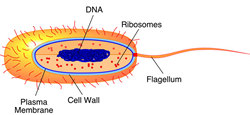 DNA
Ribosomes
Flagellum
Cell Wall
Plasma
Membrane